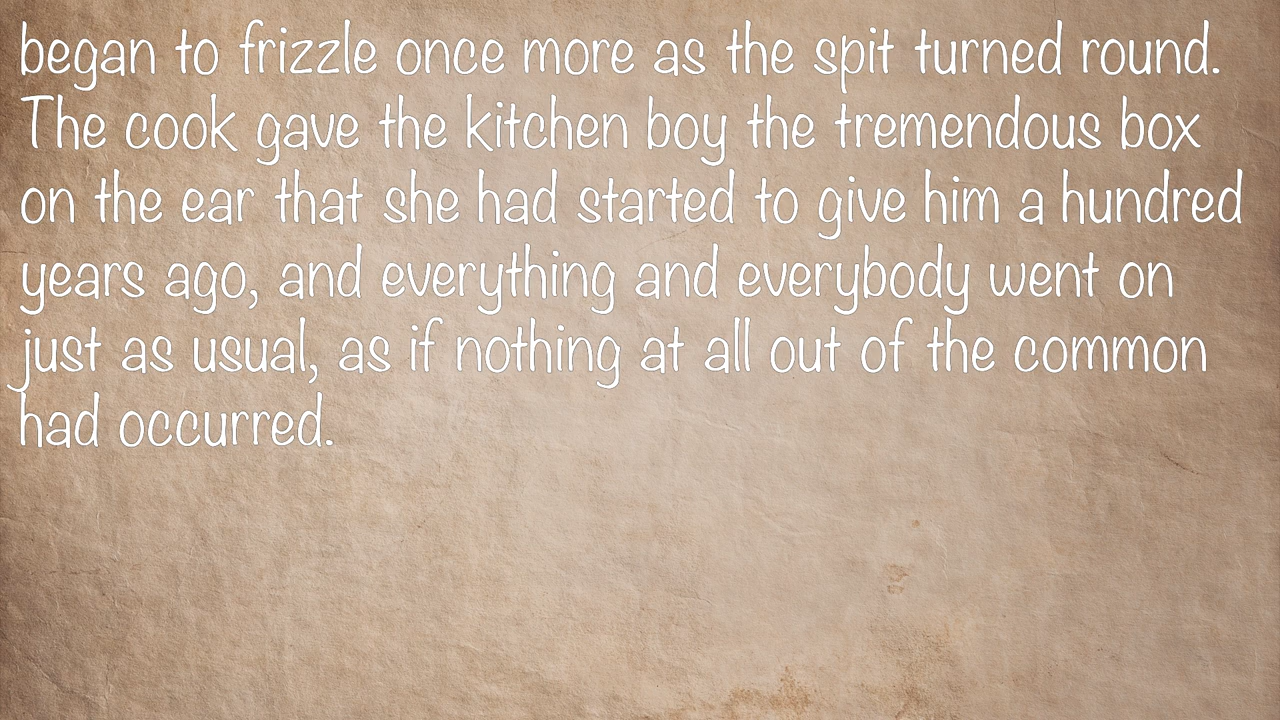 began to frizzle once more as the spit turned round.
The cook gave the kitchen boy the tremendous box
on the ear that she had started to give him a hundred
years ago, and everything and everybody went on
just as usual, as if nothing at all out of the common
had occurred.